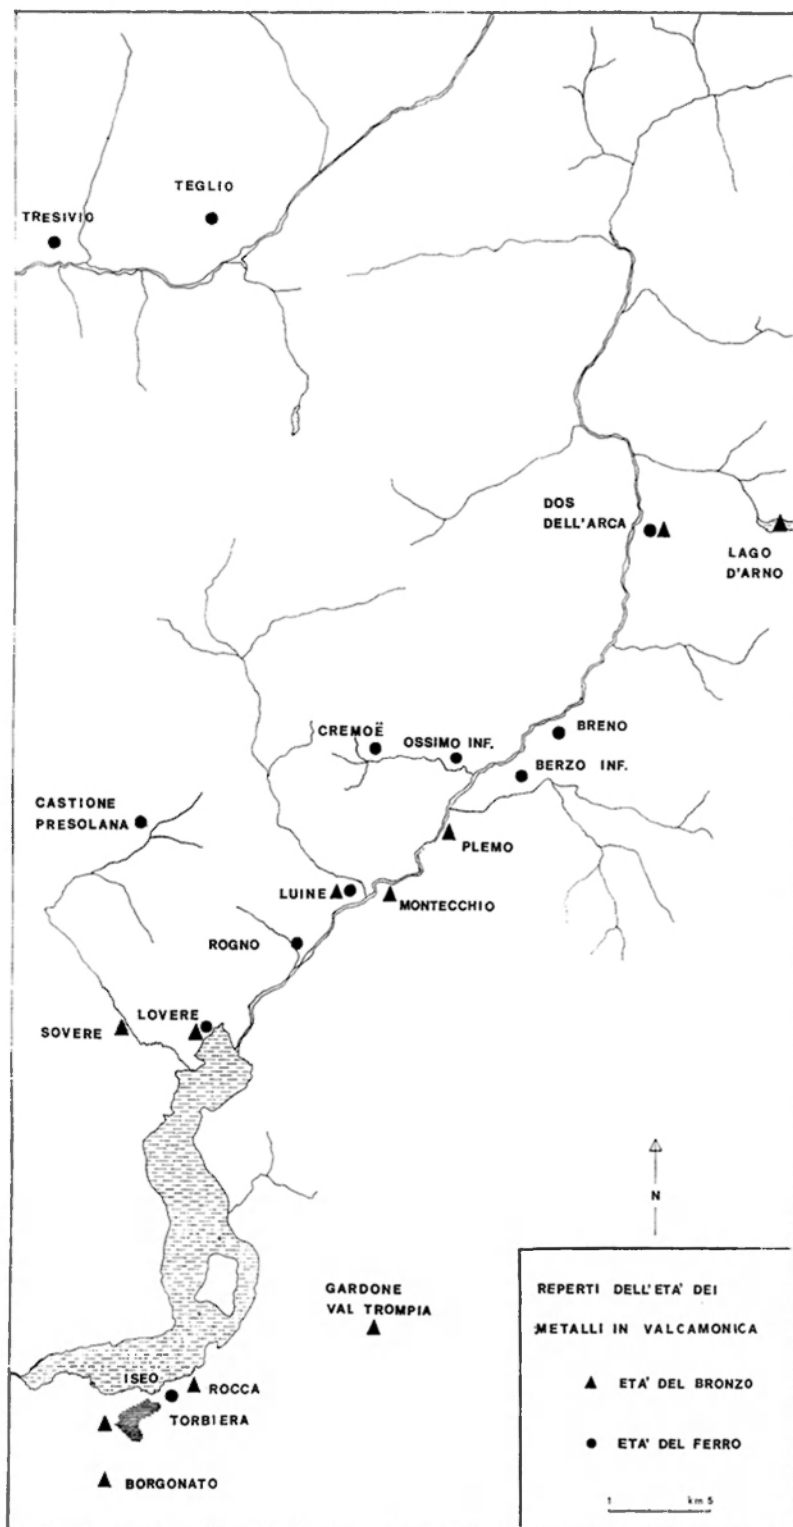 TEGLIO
TRESIVIO
DOS
DELL'ARCA
LAGO
D'ARNO
CREMOË
OSSIMO INF.
BRENO
BERZO INF.
CASTIONE
PRESOLANA
PLEMO
LUINE
MONTECCHIO
ROGNO
LOVERE
SOVERE
N
GARDONE
VAL TROMPIA
ISEO
ROCCA
TORBIERA
BORGONATO
REPERTI DELL'ETA' DEI
METALLI IN VALCAMONICA
ETA' DEL BRONZO
ETA' DEL FERRO
1 km 5